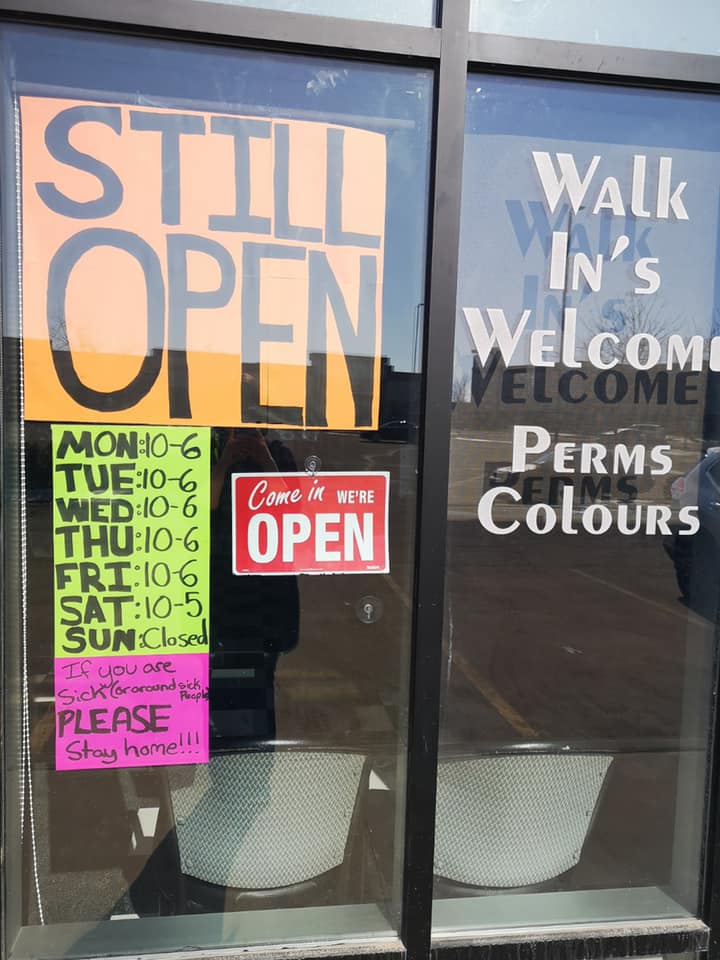 STILL
OPEN
MON:10-6
TUE:10-6
WED:10-6
THU:10-6
FRI:10-6
SAT:10-5
SUN:Closed
If you are
Sick (or around sick People)
PLEASE
Stay home!!!
Come in WE'RE
OPEN
Walk
In's
Welcome
Perms
Colours